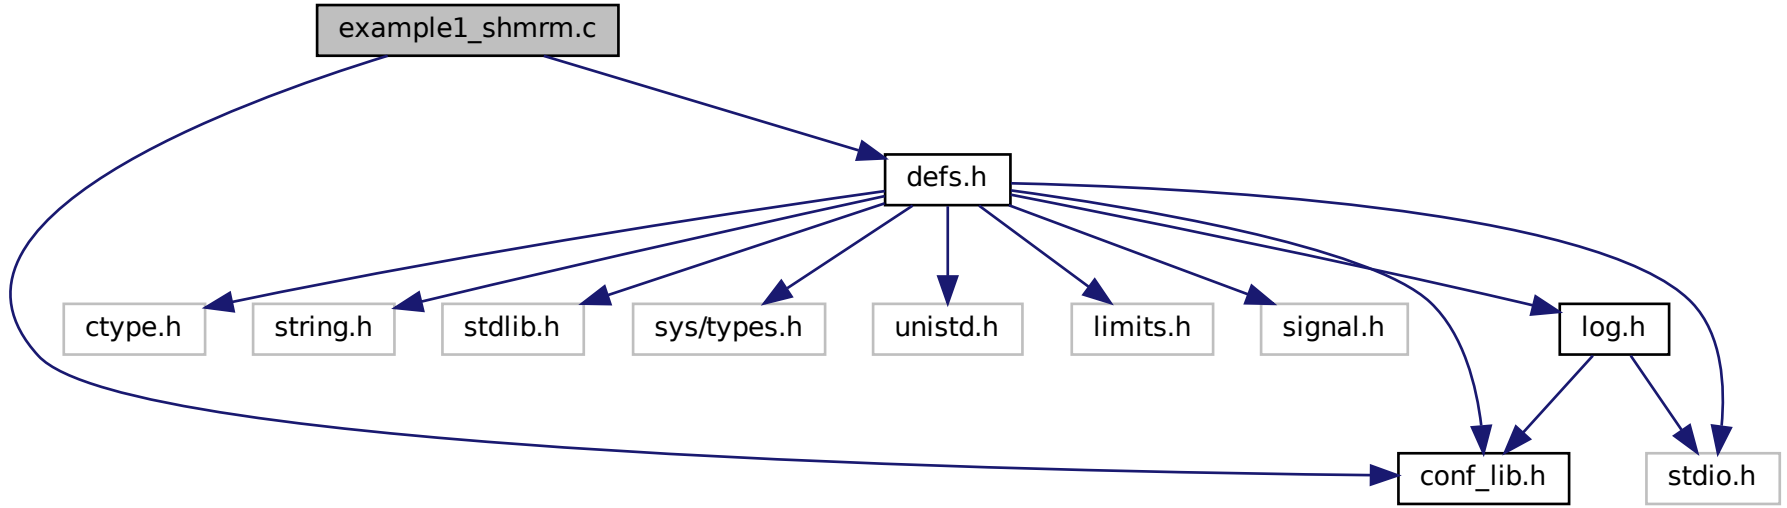 example1_shmrm.c
defs.h
ctype.h
string.h
stdlib.h
sys/types.h
unistd.h
limits.h
signal.h
log.h
conf_lib.h
stdio.h